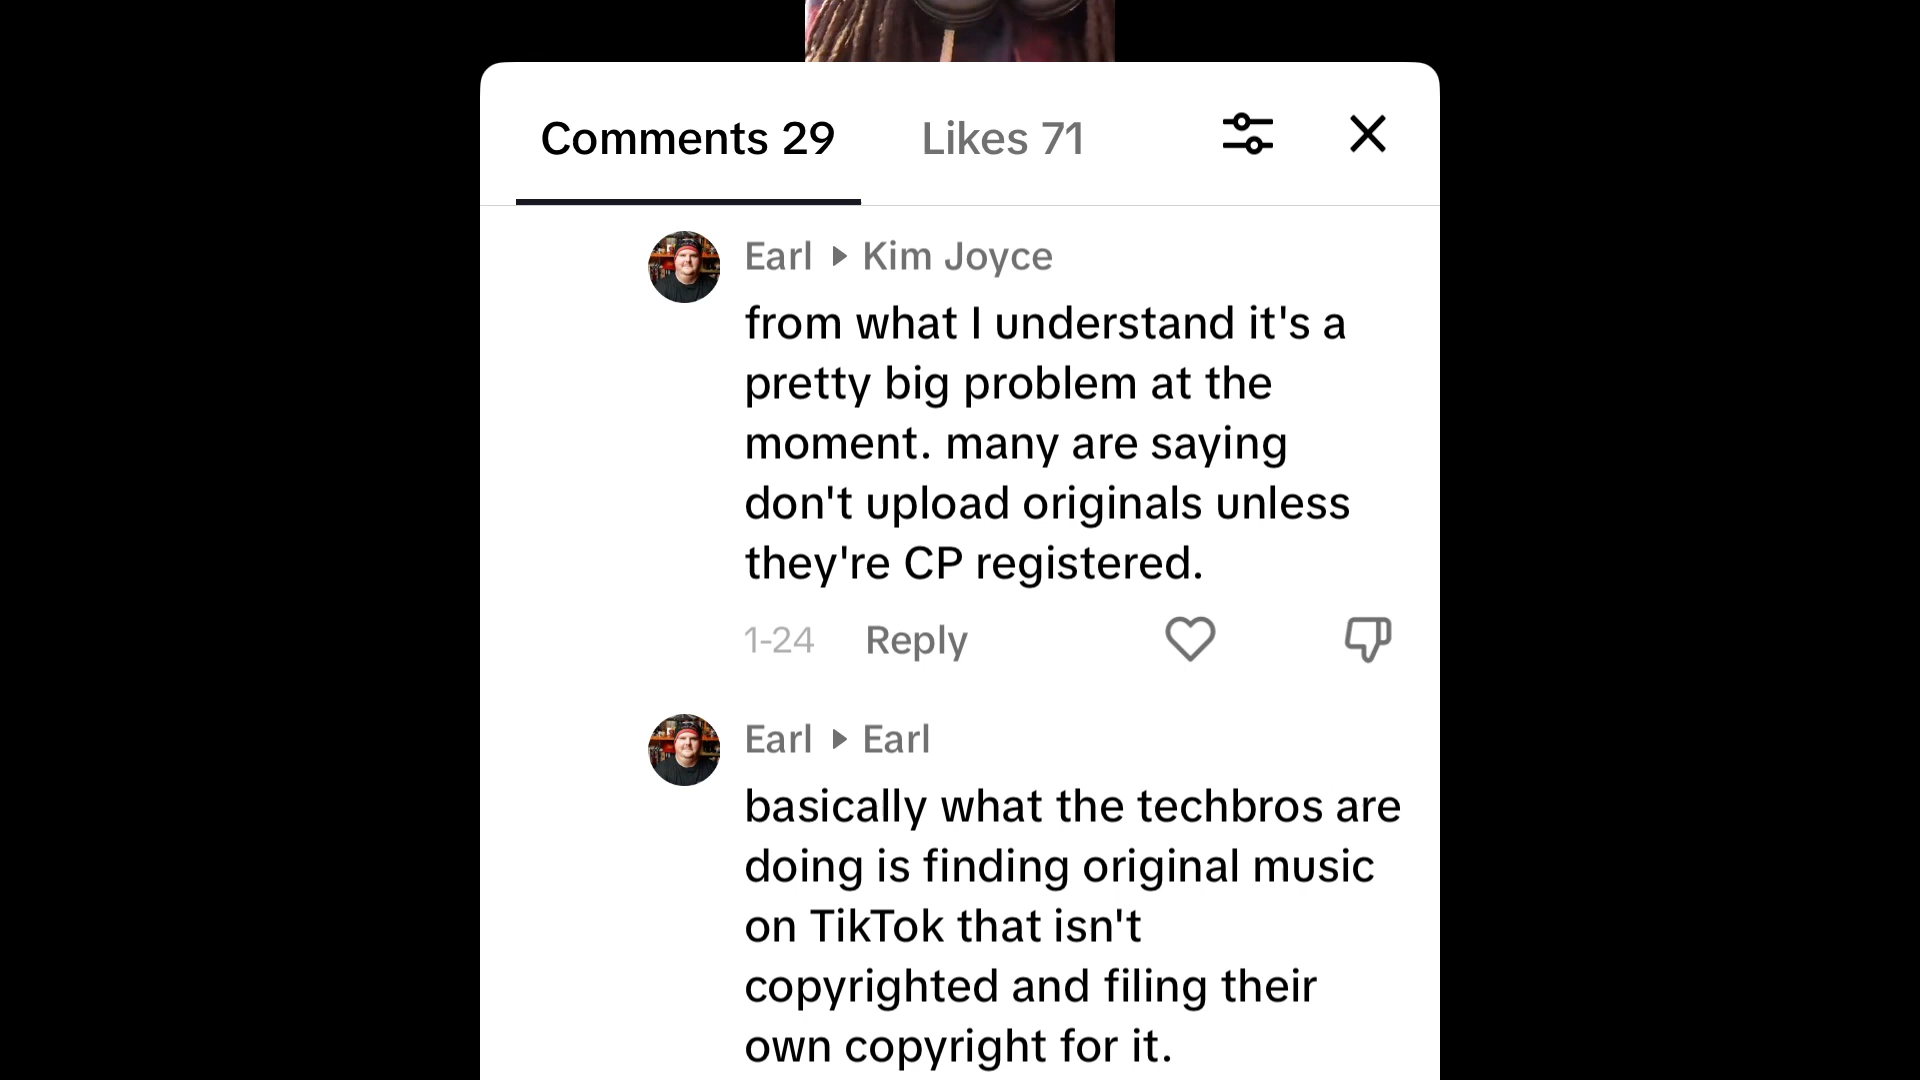 Comments 29 Likes 71
Earl ▸ Kim Joyce
from what I understand it's a
pretty big problem at the
moment. many are saying
don't upload originals unless
they're CP registered.
1-24 Reply
Earl ▸ Earl
basically what the techbros are
doing is finding original music
on TikTok that isn't
copyrighted and filing their
own copyright for it.